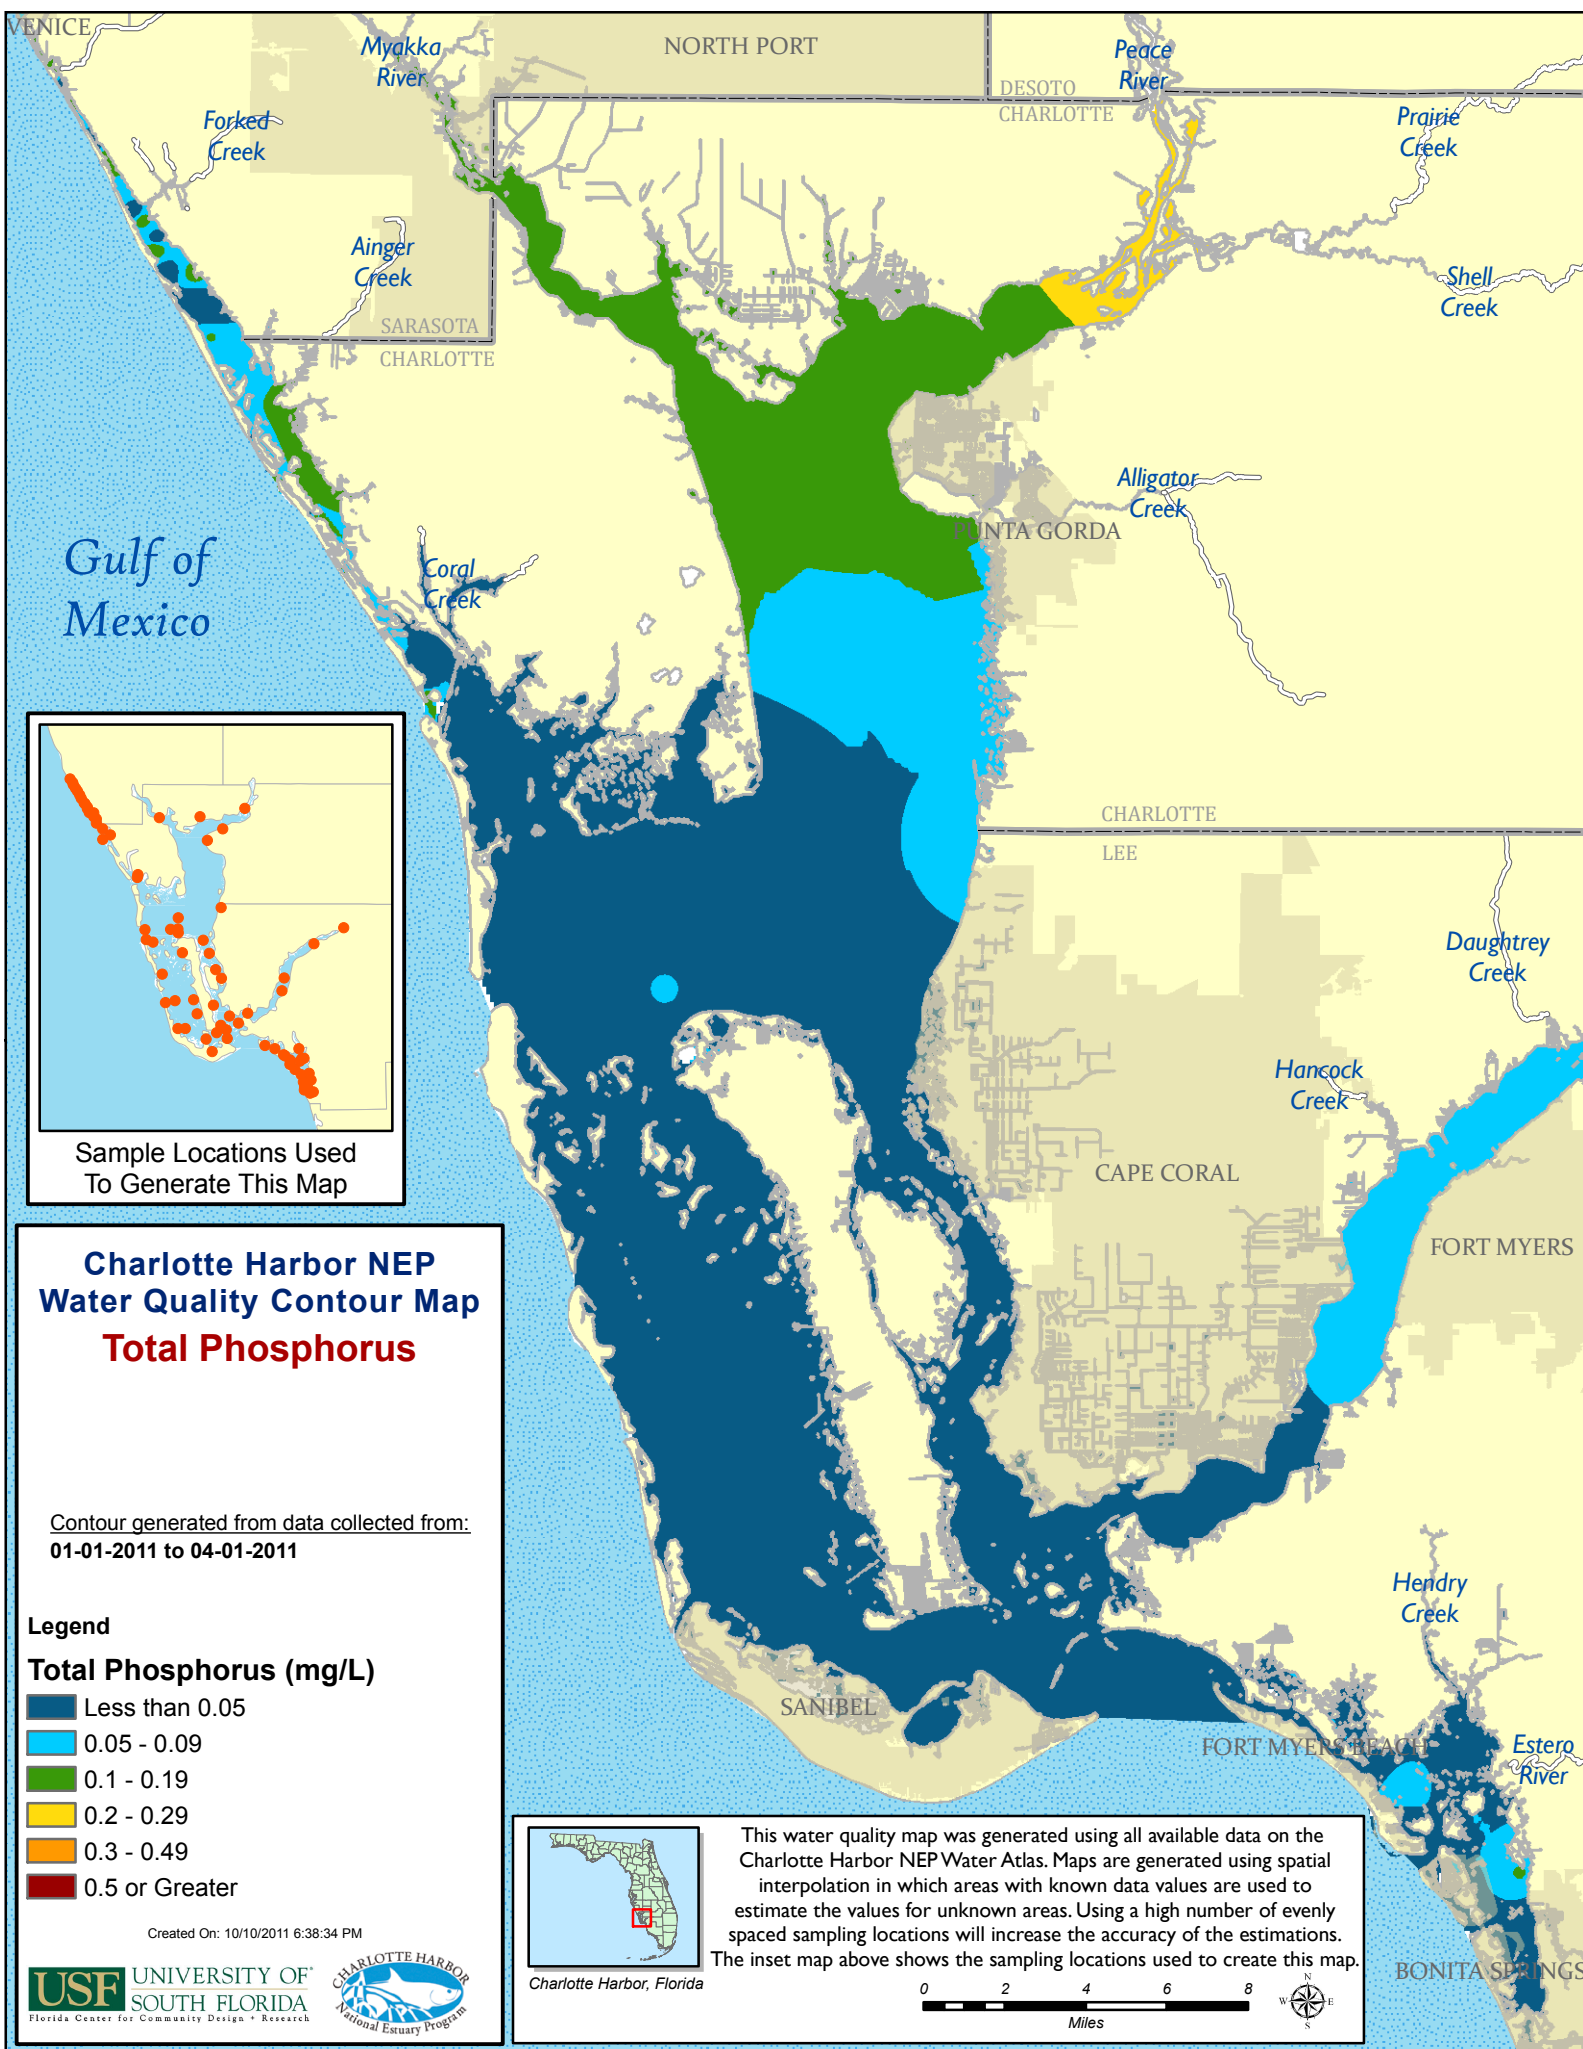 VENICE
Myakka
River
NORTH PORT
Peace
River
DESOTO
CHARLOTTE
Forked
Creek
Prairie
Creek
Ainger
Creek
Shell
Creek
SARASOTA
CHARLOTTE
Alligator
Creek
PUNTA GORDA
Gulf of
Mexico
Coral
Creek
CHARLOTTE
LEE
Daughtrey
Creek
Hancock
Creek
CAPE CORAL
FORT MYERS
Sample Locations Used
To Generate This Map
Charlotte Harbor NEP
Water Quality Contour Map
Total Phosphorus
Contour generated from data collected from:
01-01-2011 to 04-01-2011
Legend
Total Phosphorus (mg/L)
Less than 0.05
0.05 - 0.09
0.1 - 0.19
0.2 - 0.29
0.3 - 0.49
0.5 or Greater
Created On: 10/10/2011 6:38:34 PM
USF UNIVERSITY OF
SOUTH FLORIDA
Florida Center for Community Design + Research
CHARLOTTE HARBOR
National Estuary Program
Hendry
Creek
SANIBEL
FORT MYERS BEACH
Estero
River
BONITA SPRINGS
Charlotte Harbor, Florida
This water quality map was generated using all available data on the
Charlotte Harbor NEP Water Atlas. Maps are generated using spatial
interpolation in which areas with known data values are used to
estimate the values for unknown areas. Using a high number of evenly
spaced sampling locations will increase the accuracy of the estimations.
The inset map above shows the sampling locations used to create this map.
0 2 4 6 8
Miles
N
W E
S